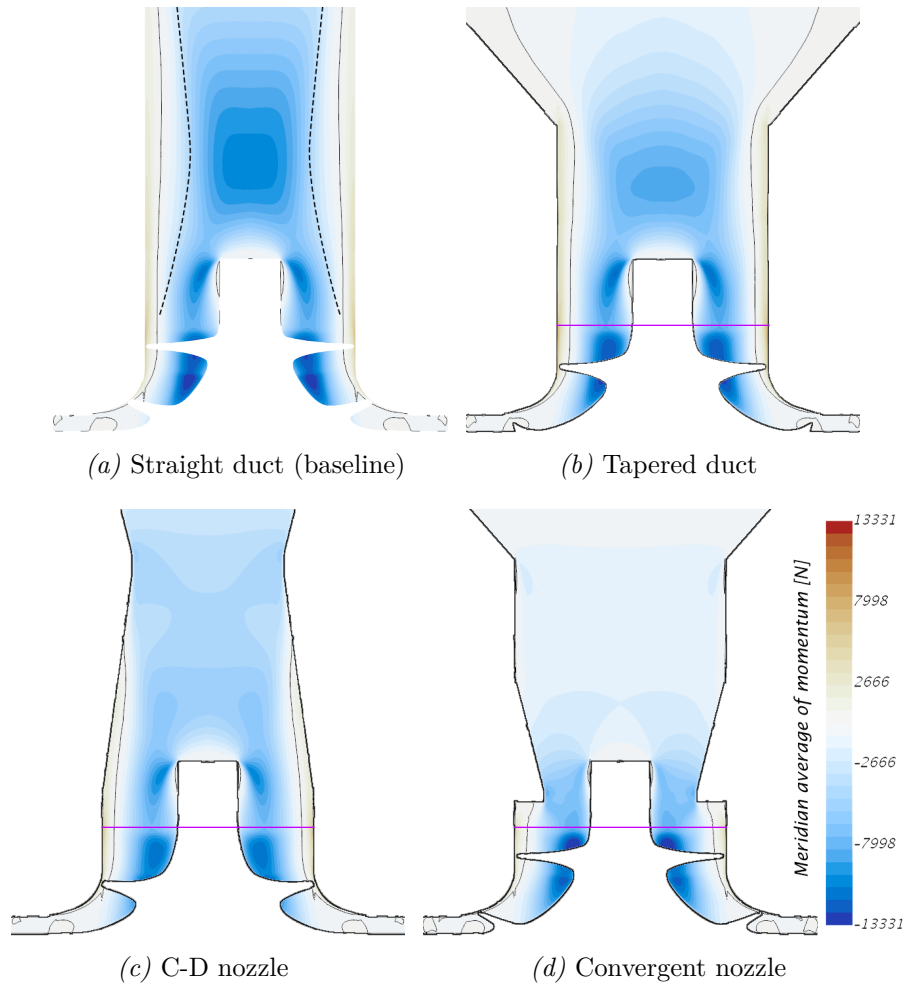 (a) Straight duct (baseline)
(b) Tapered duct
Meridian average of momentum [N]
13331
7998
2666
-2666
-7998
-13331
(c) C-D nozzle
(d) Convergent nozzle